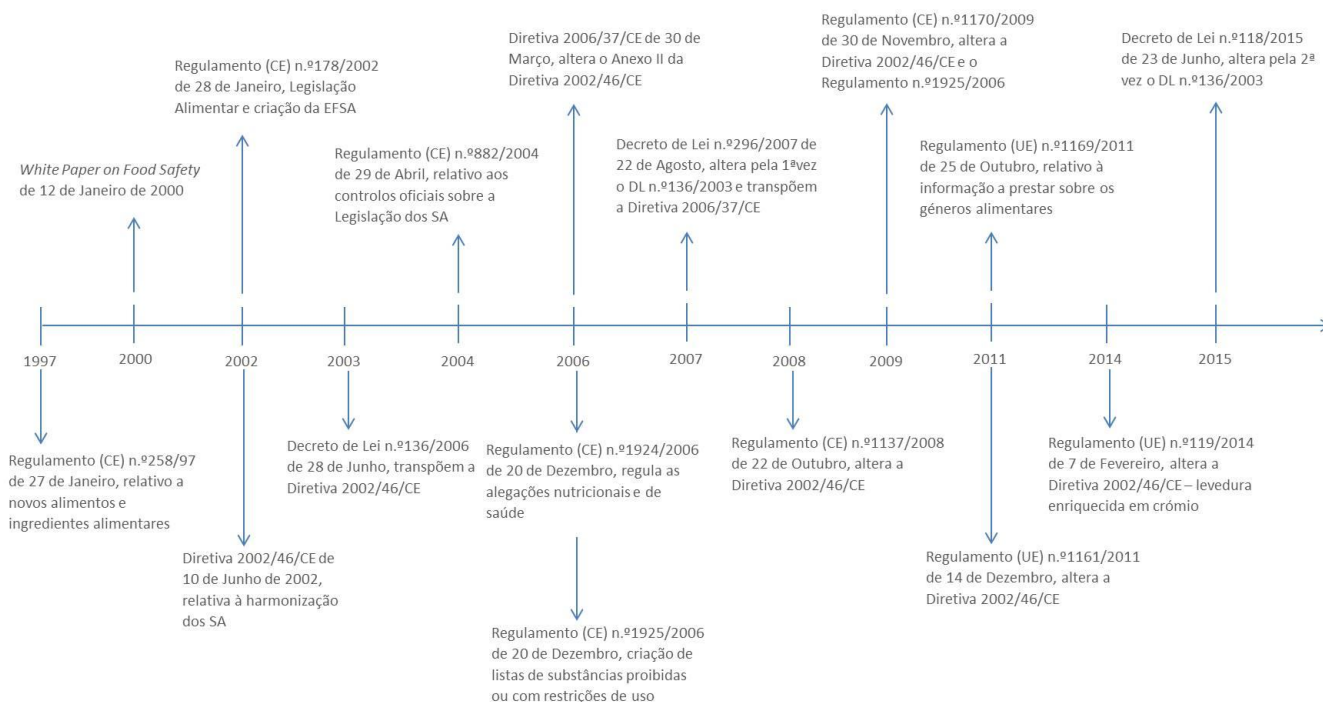 White Paper on Food Safety
de 12 de Janeiro de 2000
Regulamento (CE) n.º178/2002
de 28 de Janeiro, Legislação
Alimentar e criação da EFSA
Regulamento (CE) n.º882/2004
de 29 de Abril, relativo aos
controlos oficiais sobre a
Legislação dos SA
Diretiva 2006/37/CE de 30 de
Março, altera o Anexo II da
Diretiva 2002/46/CE
Decreto de Lei n.º296/2007 de
22 de Agosto, altera pela 1ªvez
o DL n.º136/2003 e transpõem
a Diretiva 2006/37/CE
Regulamento (CE) n.º1170/2009
de 30 de Novembro, altera a
Diretiva 2002/46/CE e o
Regulamento n.º1925/2006
Regulamento (UE) n.º1169/2011
de 25 de Outubro, relativo à
informação a prestar sobre os
géneros alimentares
Decreto de Lei n.º118/2015
de 23 de Junho, altera pela 2ª
vez o DL n.º136/2003
1997
2000
2002
2003
2004
2006
2007
2008
2009
2011
2014
2015
Regulamento (CE) n.º258/97
de 27 de Janeiro, relativo a
novos alimentos e
ingredientes alimentares
Diretiva 2002/46/CE de
10 de Junho de 2002,
relativa à harmonização
dos SA
Decreto de Lei n.º136/2006
de 28 de Junho, transpõem a
Diretiva 2002/46/CE
Regulamento (CE) n.º1924/2006
de 20 de Dezembro, regula as
alegações nutricionais e de
saúde
Regulamento (CE) n.º1925/2006
de 20 de Dezembro, criação de
listas de substâncias proibidas
ou com restrições de uso
Regulamento (CE) n.º1137/2008
de 22 de Outubro, altera a
Diretiva 2002/46/CE
Regulamento (UE) n.º1161/2011
de 14 de Dezembro, altera a
Diretiva 2002/46/CE
Regulamento (UE) n.º119/2014
de 7 de Fevereiro, altera a
Diretiva 2002/46/CE – levedura
enriquecida em crómio